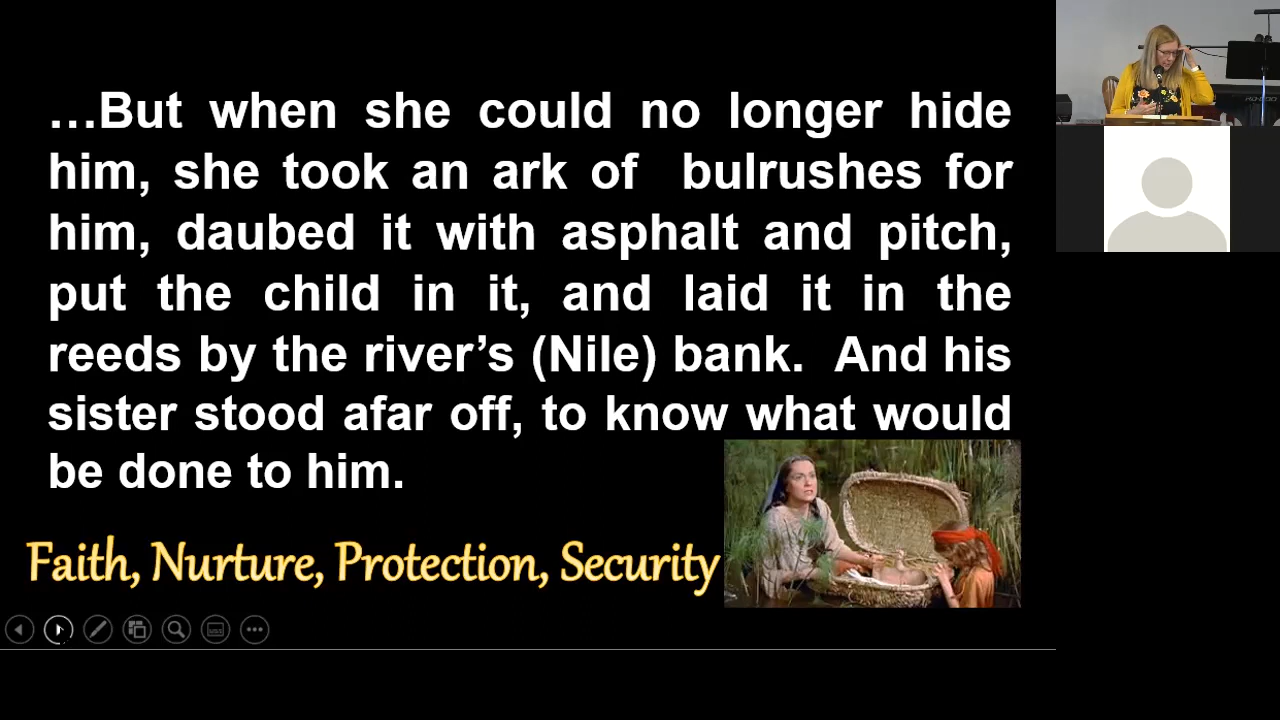 …But when she could no longer hide
him, she took an ark of bulrushes for
him, daubed it with asphalt and pitch,
put the child in it, and laid it in the
reeds by the river’s (Nile) bank. And his
sister stood afar off, to know what would
be done to him.
Faith, Nurture, Protection, Security